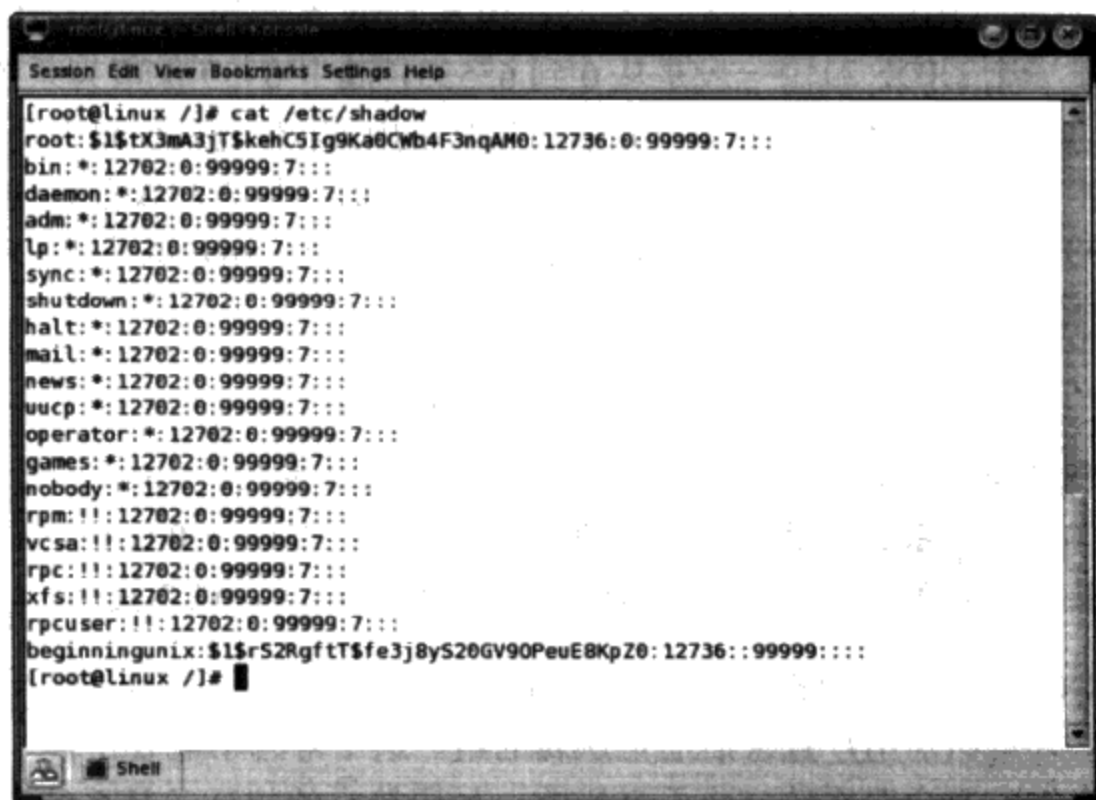 root@linux: / - Shell - Konsole
Session Edit View Bookmarks Settings Help
[root@linux /]# cat /etc/shadow
root:$1$tX3mA3jT$kehC5Ig9Ka0CWb4F3nqAM0:12736:0:99999:7:::
bin:*:12702:0:99999:7:::
daemon:*:12702:0:99999:7:::
adm:*:12702:0:99999:7:::
lp:*:12702:0:99999:7:::
sync:*:12702:0:99999:7:::
shutdown:*:12702:0:99999:7:::
halt:*:12702:0:99999:7:::
mail:*:12702:0:99999:7:::
news:*:12702:0:99999:7:::
uucp:*:12702:0:99999:7:::
operator:*:12702:0:99999:7:::
games:*:12702:0:99999:7:::
nobody:*:12702:0:99999:7:::
rpm:!!:12702:0:99999:7:::
vcsa:!!:12702:0:99999:7:::
rpc:!!:12702:0:99999:7:::
xfs:!!:12702:0:99999:7:::
rpcuser:!!:12702:0:99999:7:::
beginningunix:$1$rS2RgftT$fe3j8yS20GV9OPeuE8KpZ0:12736::99999::::
[root@linux /]#
Shell